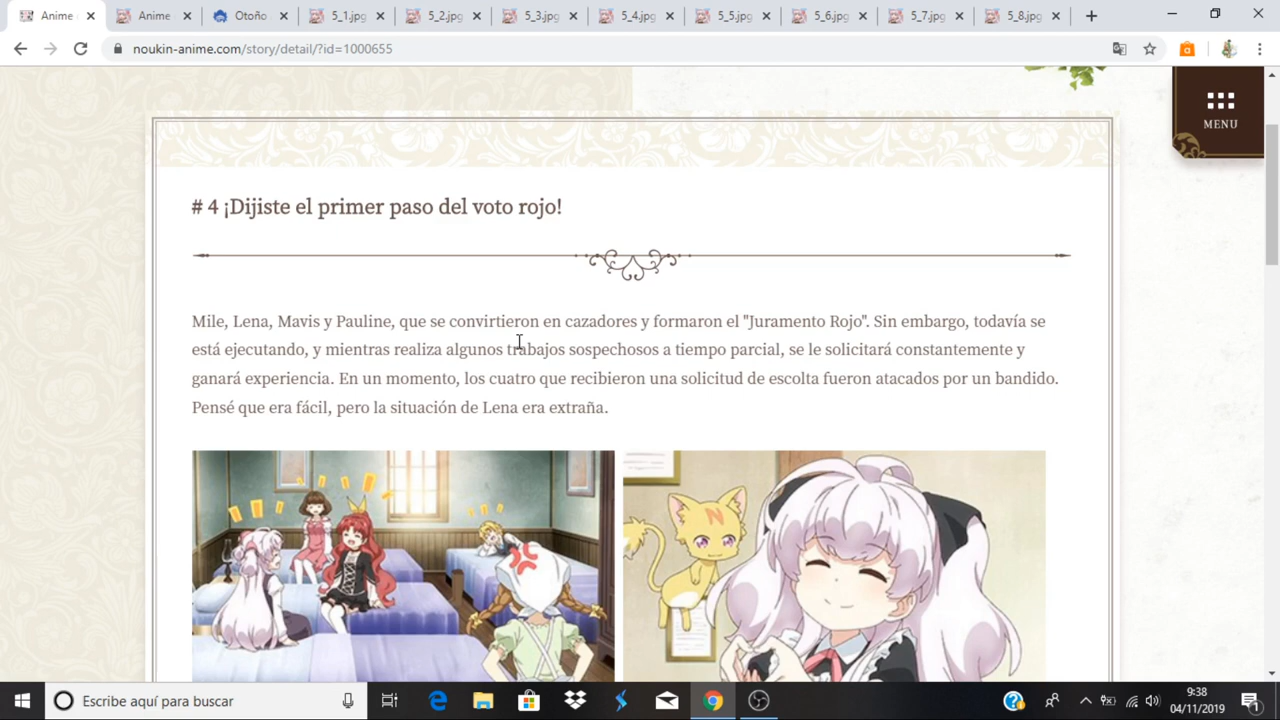 Anime
Anime
Otoño
5_1.jpg
5_2.jpg
5_3.jpg
5_4.jpg
5_5.jpg
5_6.jpg
5_7.jpg
5_8.jpg
noukin-anime.com/story/detail/?id=1000655
MENU
# 4 ¡Dijiste el primer paso del voto rojo!
Mile, Lena, Mavis y Pauline, que se convirtieron en cazadores y formaron el "Juramento Rojo". Sin embargo, todavía se
está ejecutando, y mientras realiza algunos trabajos sospechosos a tiempo parcial, se le solicitará constantemente y
ganará experiencia. En un momento, los cuatro que recibieron una solicitud de escolta fueron atacados por un bandido.
Pensé que era fácil, pero la situación de Lena era extraña.
N
Escribe aquí para buscar
9:38
04/11/2019
1